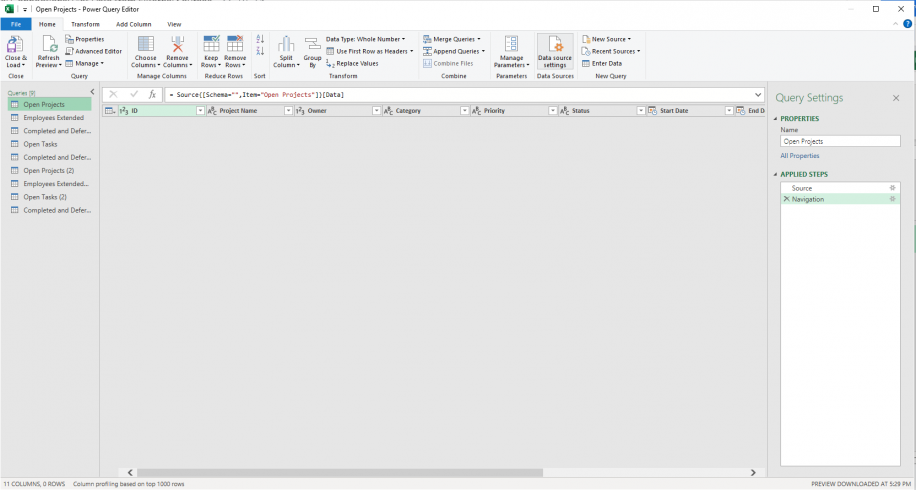 Open Projects - Power Query Editor
File Home Transform Add Column View
Close & Load
Close
Refresh Preview
Properties
Advanced Editor
Manage
Query
Choose Columns
Remove Columns
Manage Columns
Keep Rows
Remove Rows
Reduce Rows
Sort
Split Column
Group By
Data Type: Whole Number
Use First Row as Headers
Replace Values
Transform
Merge Queries
Append Queries
Combine Files
Combine
Manage Parameters
Parameters
Data source settings
Data Sources
New Source
Recent Sources
Enter Data
New Query
Queries [9]
Open Projects
Employees Extended
Completed and Defer...
Open Tasks
Completed and Defer...
Open Projects (2)
Employees Extended...
Open Tasks (2)
Completed and Defer...
fx = Source{[Schema="",Item="Open Projects"]}[Data]
ID Project Name Owner Category Priority Status Start Date End D
Query Settings
PROPERTIES
Name
Open Projects
All Properties
APPLIED STEPS
Source
Navigation
11 COLUMNS, 0 ROWS Column profiling based on top 1000 rows PREVIEW DOWNLOADED AT 5:29 PM